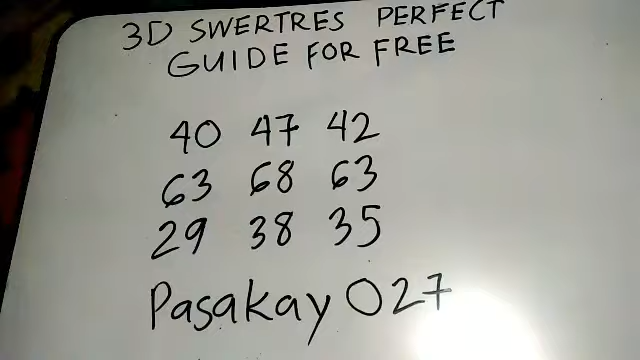 3D SWERTRES PERFECT
GUIDE FOR FREE
40 47 42
63 68 63
29 38 35
Pasakay 027